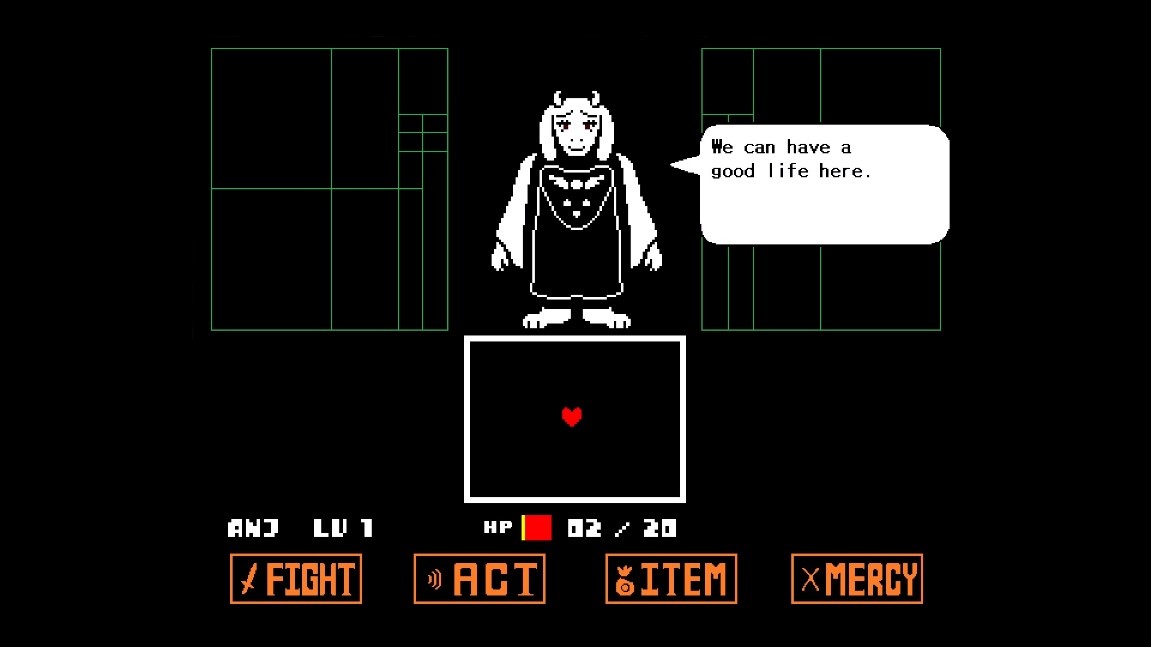 We can have a
good life here.
ANJ LV 1 HP 02 / 20
FIGHT ACT ITEM MERCY